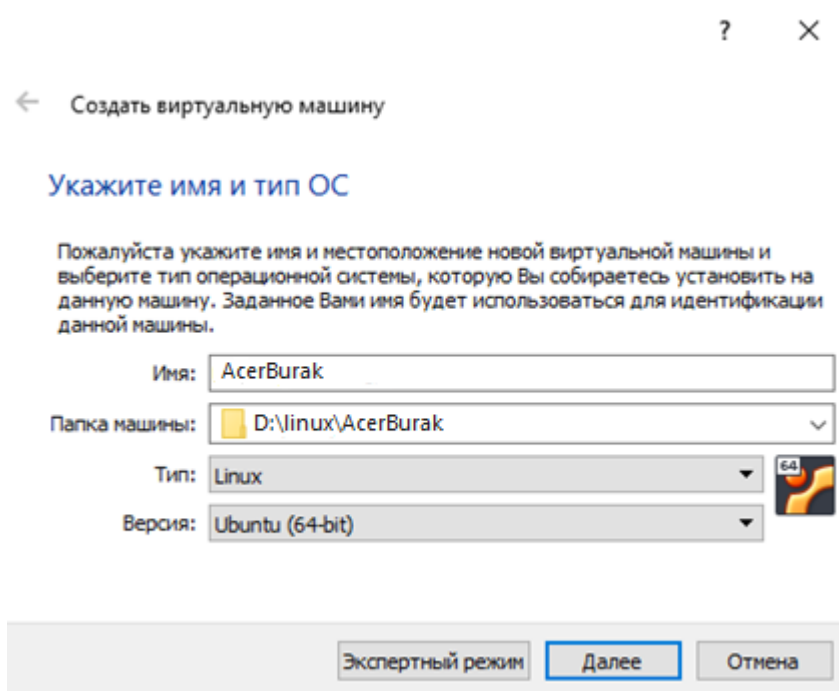 ?
Создать виртуальную машину
Укажите имя и тип ОС
Пожалуйста укажите имя и местоположение новой виртуальной машины и
выберите тип операционной системы, которую Вы собираетесь установить на
данную машину. Заданное Вами имя будет использоваться для идентификации
данной машины.
Имя: AcerBurak
Папка машины: D:\linux\AcerBurak
Тип: Linux
64
Версия: Ubuntu (64-bit)
Экспертный режим Далее Отмена